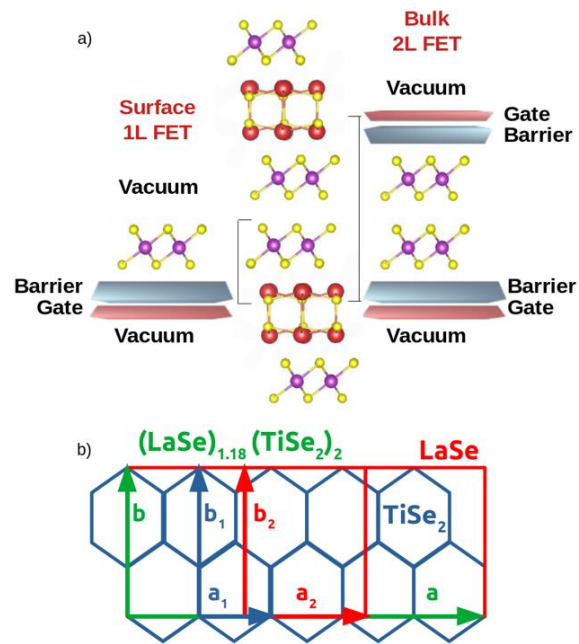 a)
Bulk
2L FET
Vacuum
Gate
Barrier
Surface
1L FET
Vacuum
Barrier
Gate
Vacuum
Barrier
Gate
Vacuum
b)
(LaSe)1.18(TiSe2)2
LaSe
b
b1
b2
TiSe2
a1
a2
a